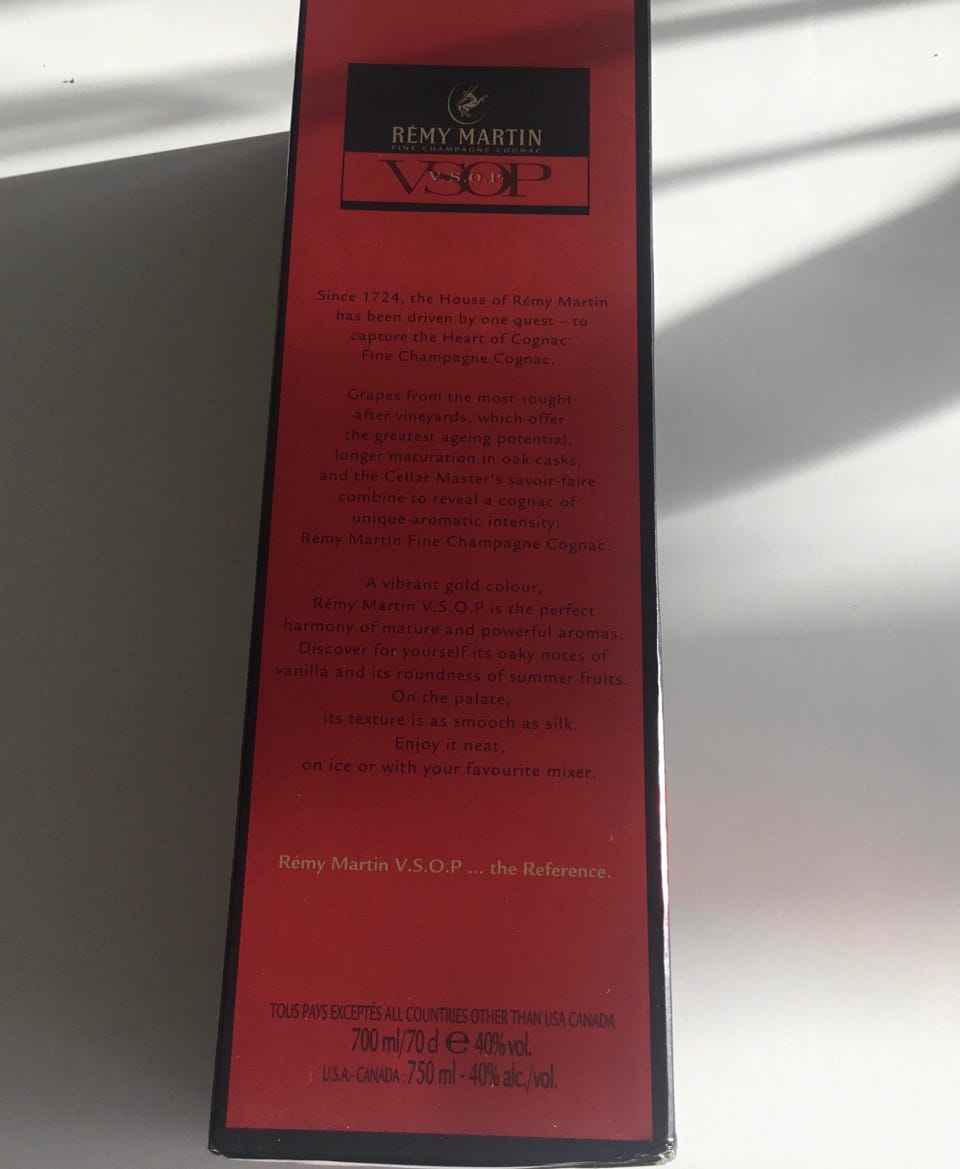 RÉMY MARTIN
FINE CHAMPAGNE COGNAC
VSOP
V.S.O.P
Since 1724, the House of Rémy Martin
has been driven by one quest – to
capture the Heart of Cognac:
Fine Champagne Cognac.
Grapes from the most sought
after vineyards, which offer
the greatest ageing potential,
longer maturation in oak casks,
and the Cellar Master's savoir-faire
combine to reveal a cognac of
unique aromatic intensity:
Rémy Martin Fine Champagne Cognac.
A vibrant gold colour,
Rémy Martin V.S.O.P is the perfect
harmony of mature and powerful aromas.
Discover for yourself its oaky notes of
vanilla and its roundness of summer fruits.
On the palate,
its texture is as smooth as silk.
Enjoy it neat,
on ice or with your favourite mixer.
Rémy Martin V.S.O.P ... the Reference.
TOUS PAYS EXCEPTÉS ALL COUNTRIES OTHER THAN USA CANADA
700 ml/70 cl e 40% vol.
U.S.A.- CANADA : 750 ml - 40% alc./vol.